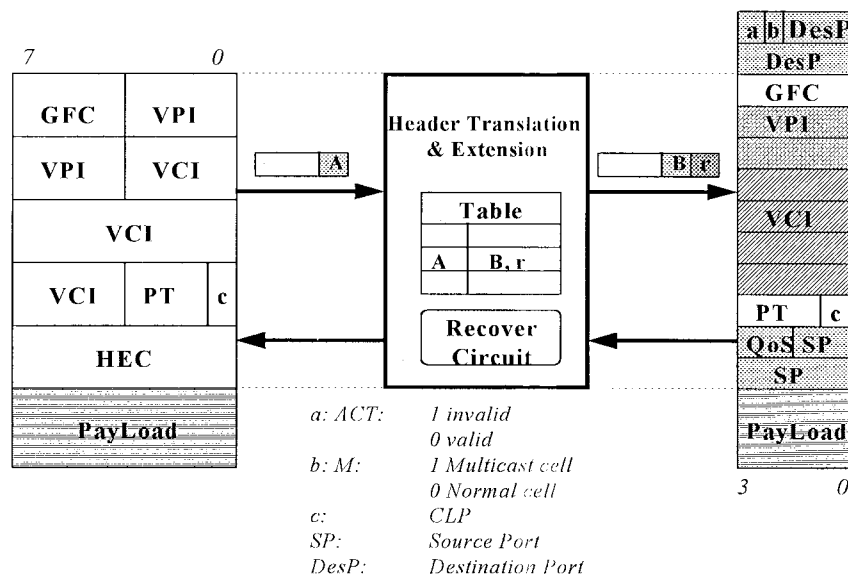 7 0
GFC VPI
VPI VCI
VCI
VCI PT c
HEC
PayLoad
A
Header Translation
& Extension
Table
A B, r
Recover
Circuit
B r
a b DesP
DesP
GFC
VPI
VCI
PT c
QoS SP
SP
PayLoad
3 0
a: ACT: 1 invalid
0 valid
b: M: 1 Multicast cell
0 Normal cell
c: CLP
SP: Source Port
DesP: Destination Port